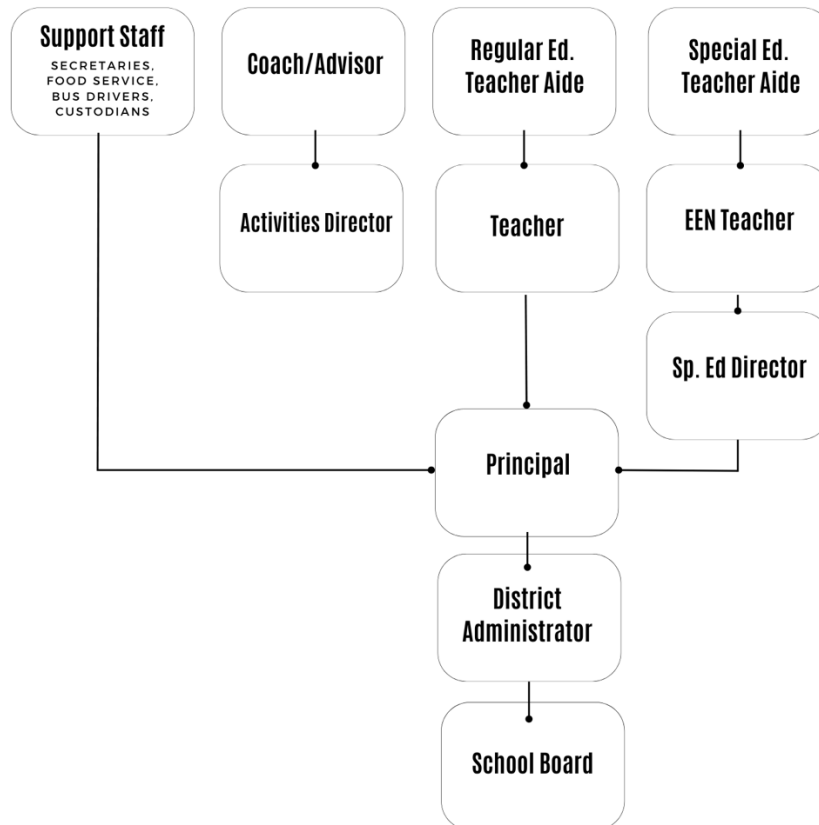 Support Staff
SECRETARIES,
FOOD SERVICE,
BUS DRIVERS,
CUSTODIANS
Coach/Advisor
Regular Ed.
Teacher Aide
Special Ed.
Teacher Aide
Activities Director
Teacher
EEN Teacher
Sp. Ed Director
Principal
District
Administrator
School Board